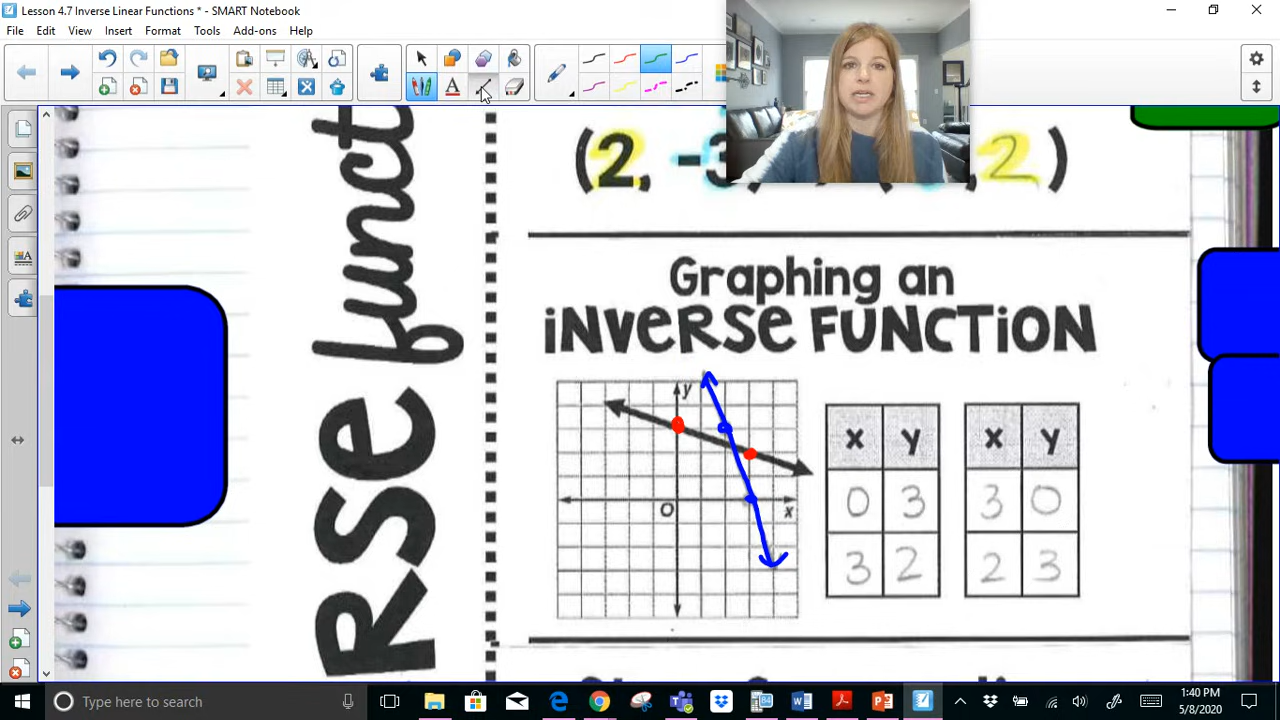 Lesson 4.7 Inverse Linear Functions * - SMART Notebook
File Edit View Insert Format Tools Add-ons Help
(2, -3
,2)
RSE funct
Graphing an
INVERSE FUNCTION
y
O
x
x y
0 3
3 2
x y
3 0
2 3
Type here to search
1:40 PM
5/8/2020